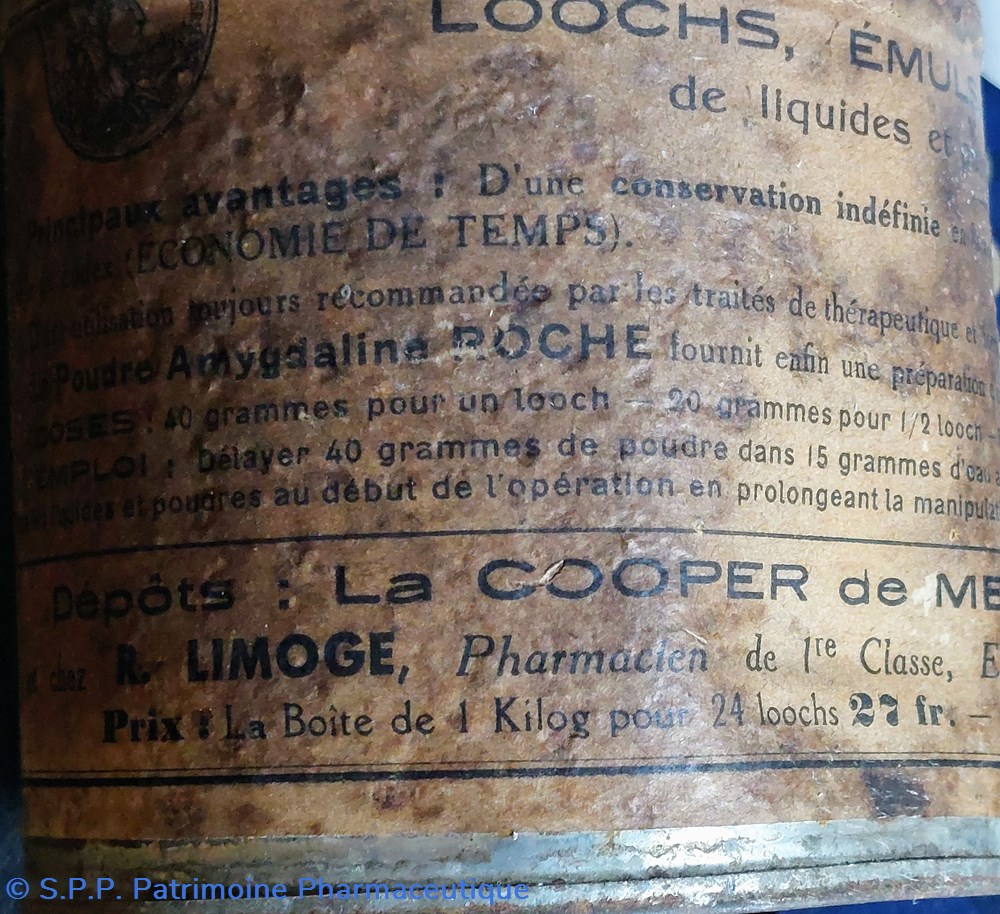 LOOCHS, ÉMULS
de liquides et
Principaux avantages : D'une conservation indéfinie en
(ÉCONOMIE DE TEMPS).
toujours recommandée par les traités de thérapeutique et
Poudre Amygdaline ROCHE fournit enfin une préparation
DOSES : 40 grammes pour un looch — 20 grammes pour 1/2 looch —
EMPLOI : Délayer 40 grammes de poudre dans 15 grammes d'eau
liquides et poudres au début de l'opération en prolongeant la manipulat
Dépôts : La COOPER de ME
et chez R. LIMOGE, Pharmacien de 1re Classe, E
Prix : La Boîte de 1 Kilog pour 24 loochs 27 fr. —
© S.P.P. Patrimoine Pharmaceutique